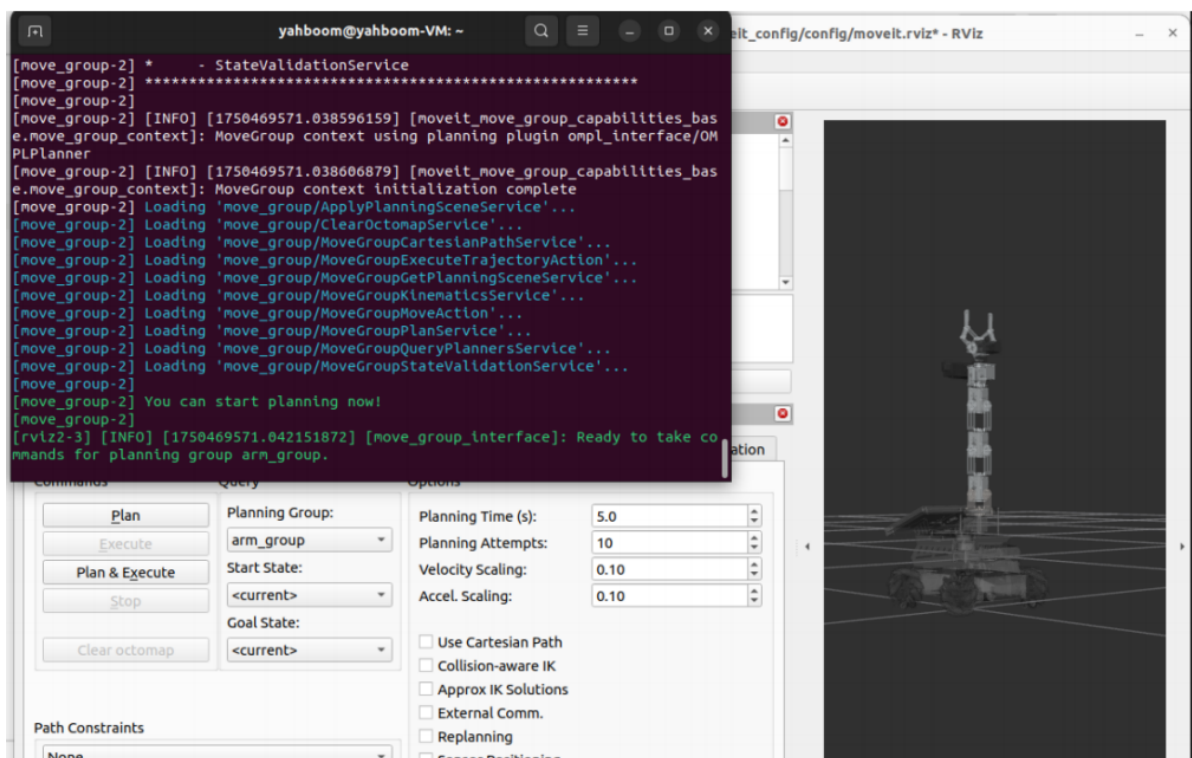 yahboom@yahboom-VM: ~
eit_config/config/moveit.rviz* - RViz
[move_group-2] *     - StateValidationService
[move_group-2] **********************************************************
[move_group-2]
[move_group-2] [INFO] [1750469571.038596159] [moveit_move_group_capabilities_bas
e.move_group_context]: MoveGroup context using planning plugin ompl_interface/OM
PLPlanner
[move_group-2] [INFO] [1750469571.038606879] [moveit_move_group_capabilities_bas
e.move_group_context]: MoveGroup context initialization complete
[move_group-2] Loading 'move_group/ApplyPlanningSceneService'...
[move_group-2] Loading 'move_group/ClearOctomapService'...
[move_group-2] Loading 'move_group/MoveGroupCartesianPathService'...
[move_group-2] Loading 'move_group/MoveGroupExecuteTrajectoryAction'...
[move_group-2] Loading 'move_group/MoveGroupGetPlanningSceneService'...
[move_group-2] Loading 'move_group/MoveGroupKinematicsService'...
[move_group-2] Loading 'move_group/MoveGroupMoveAction'...
[move_group-2] Loading 'move_group/MoveGroupPlanService'...
[move_group-2] Loading 'move_group/MoveGroupQueryPlannersService'...
[move_group-2] Loading 'move_group/MoveGroupStateValidationService'...
[move_group-2]
[move_group-2] You can start planning now!
[move_group-2]
[rviz2-3] [INFO] [1750469571.042151872] [move_group_interface]: Ready to take co
mmands for planning group arm_group.
ation
Commands
Query
Options
Plan
Execute
Plan & Execute
Stop
Clear octomap
Planning Group:
arm_group
Start State:
<current>
Goal State:
<current>
Planning Time (s): 5.0
Planning Attempts: 10
Velocity Scaling: 0.10
Accel. Scaling: 0.10
Use Cartesian Path
Collision-aware IK
Approx IK Solutions
External Comm.
Replanning
Sensor Positioning
Path Constraints
None